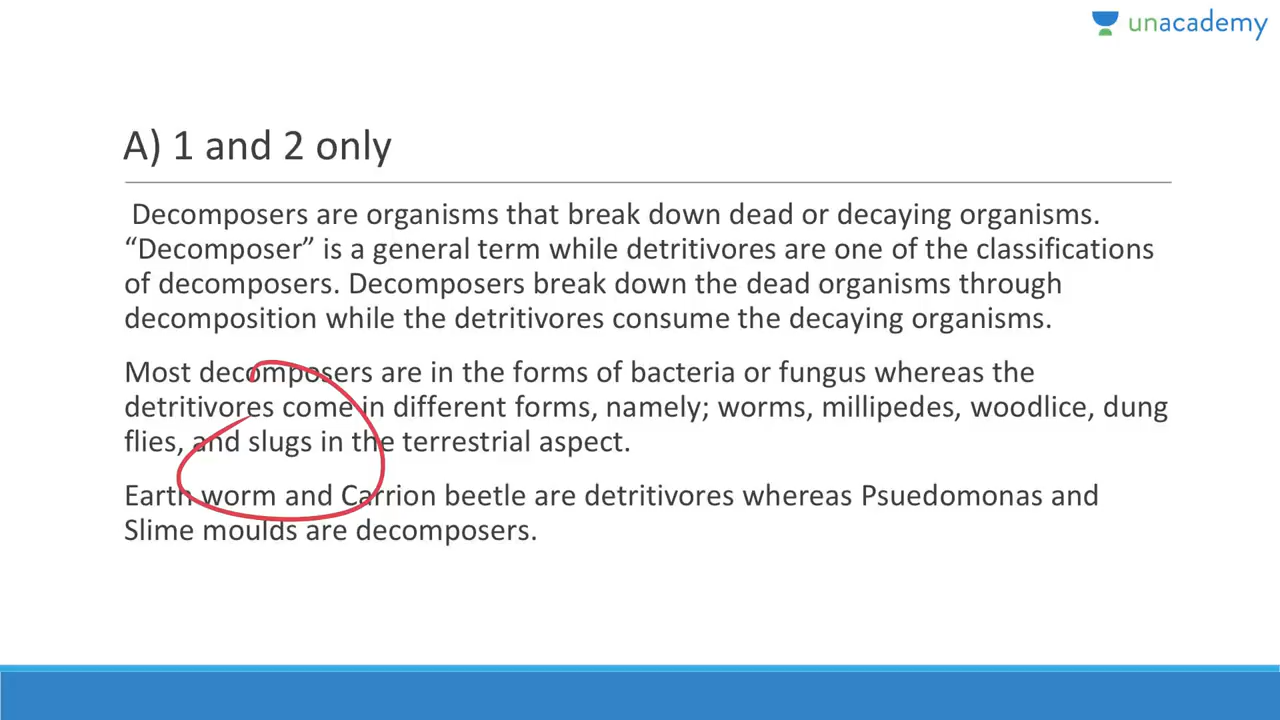 unacademy
A) 1 and 2 only
Decomposers are organisms that break down dead or decaying organisms.
“Decomposer” is a general term while detritivores are one of the classifications
of decomposers. Decomposers break down the dead organisms through
decomposition while the detritivores consume the decaying organisms.
Most decomposers are in the forms of bacteria or fungus whereas the
detritivores come in different forms, namely; worms, millipedes, woodlice, dung
flies, and slugs in the terrestrial aspect.
Earth worm and Carrion beetle are detritivores whereas Psuedomonas and
Slime moulds are decomposers.